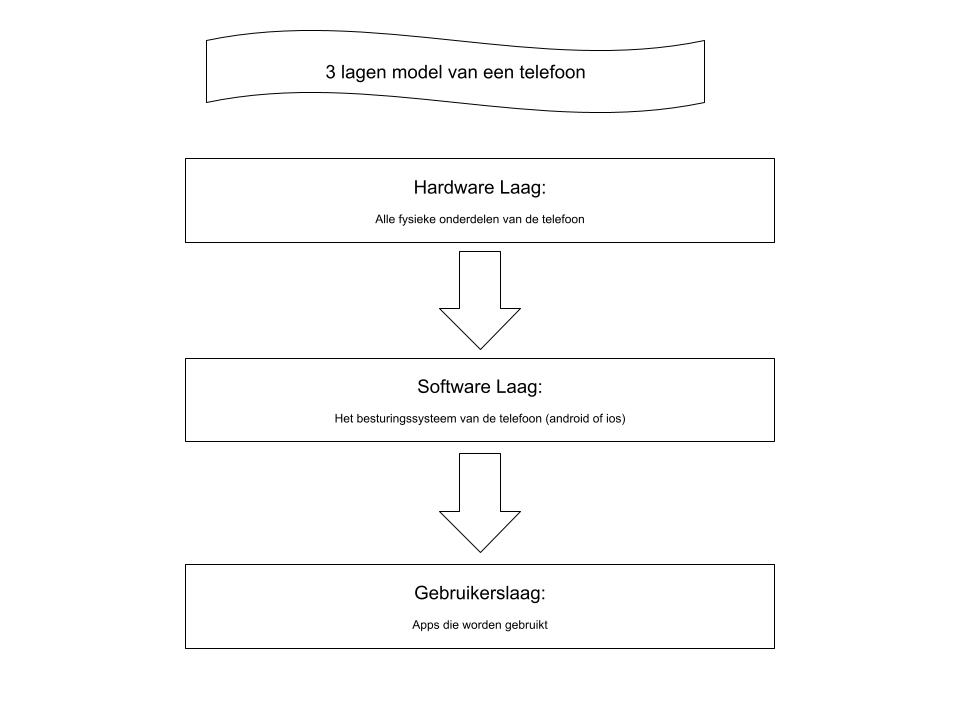 3 lagen model van een telefoon
Hardware Laag:
Alle fysieke onderdelen van de telefoon
Software Laag:
Het besturingssysteem van de telefoon (android of ios)
Gebruikerslaag:
Apps die worden gebruikt